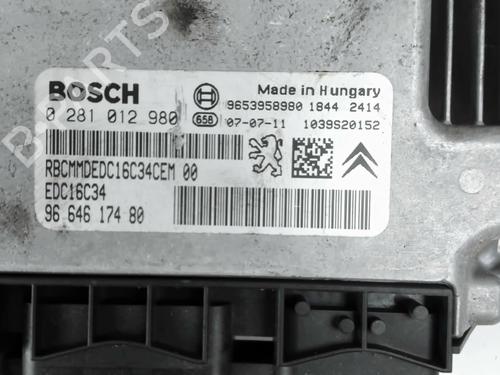 BOSCH
Made in Hungary
9653958980 1844 2414
0 281 012 980
658 07-07-11 1039S20152
RBCMMDEDC16C34CEM 00
EDC16C34
96 646 174 80
B-PARTS